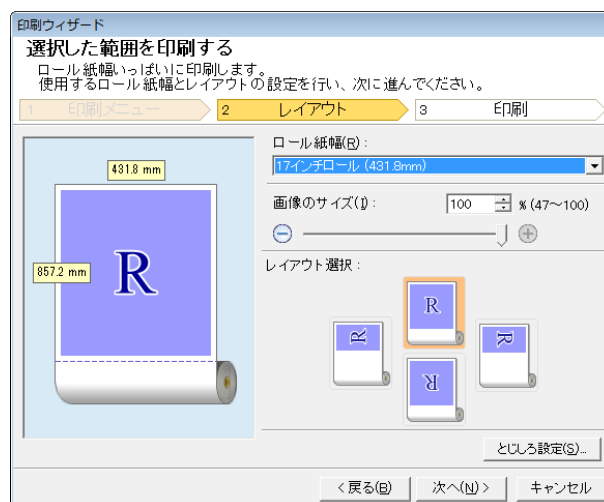 印刷ウィザード
選択した範囲を印刷する
ロール紙幅いっぱいに印刷します。
使用するロール紙幅とレイアウトの設定を行い、次に進んでください。
1 印刷メニュー 2 レイアウト 3 印刷
ロール紙幅(R):
17インチロール (431.8mm)
431.8 mm
画像のサイズ(I): 100 % (47～100)
R
857.2 mm
レイアウト選択:
R
R
R
R
とじしろ設定(S)...
<戻る(B) 次へ(N)> キャンセル